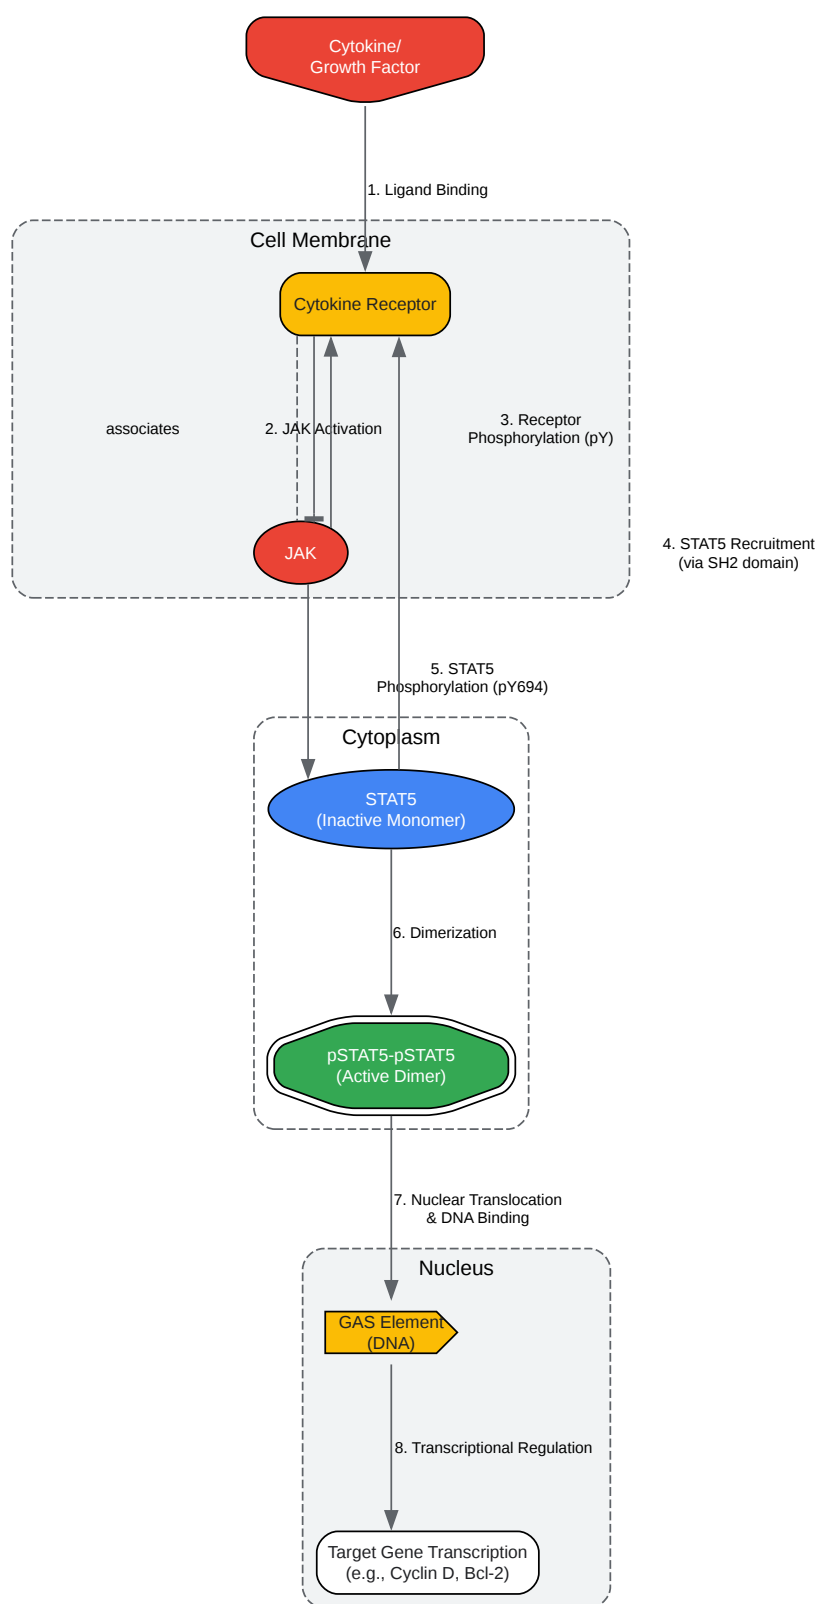 Cytokine/
Growth Factor
1. Ligand Binding
Cell Membrane
Cytokine Receptor
associates
2. JAK Activation
3. Receptor
Phosphorylation (pY)
JAK
4. STAT5 Recruitment
(via SH2 domain)
5. STAT5
Phosphorylation (pY694)
Cytoplasm
STAT5
(Inactive Monomer)
6. Dimerization
pSTAT5-pSTAT5
(Active Dimer)
7. Nuclear Translocation
& DNA Binding
Nucleus
GAS Element
(DNA)
8. Transcriptional Regulation
Target Gene Transcription
(e.g., Cyclin D, Bcl-2)